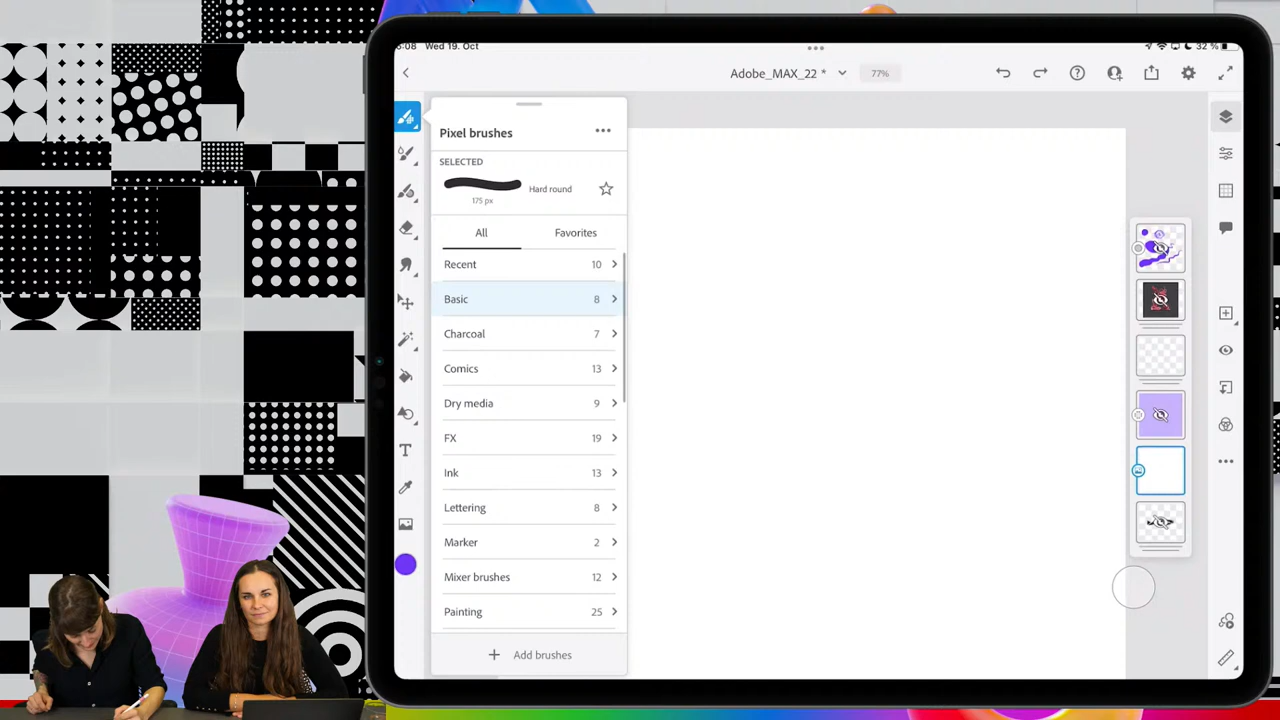 6:08 Wed 19. Oct
32 %
Adobe_MAX_22 *
77%
Pixel brushes
SELECTED
Hard round
175 px
All
Favorites
Recent 10
Basic 8
Charcoal 7
Comics 13
Dry media 9
FX 19
Ink 13
Lettering 8
Marker 2
Mixer brushes 12
Painting 25
+ Add brushes
T